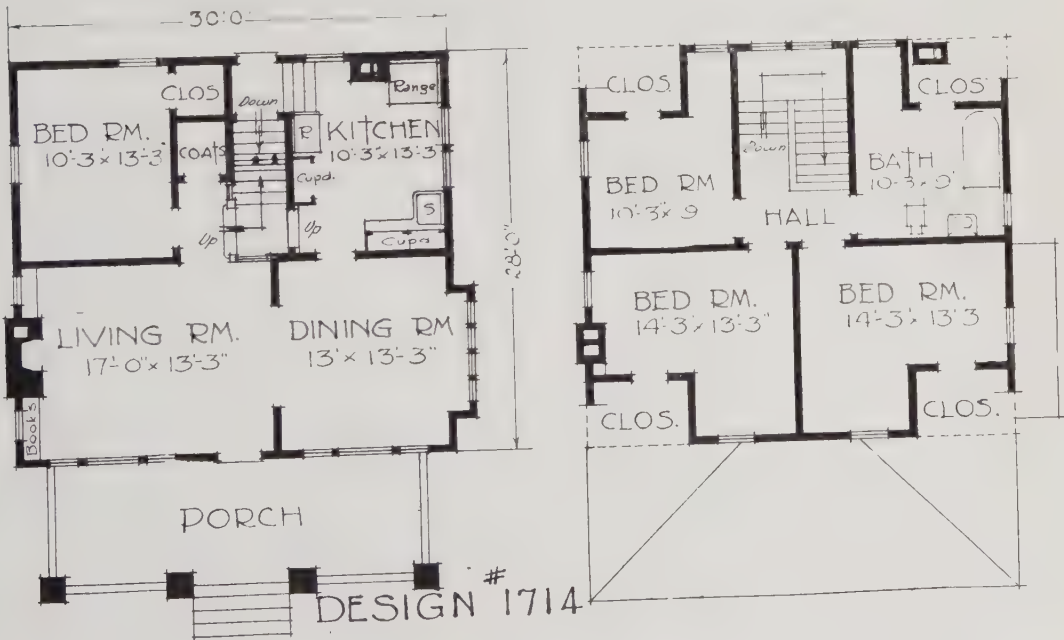 30'0"
BED RM.
10'-3" x 13'-3"
CLOS
COATS
Down
Up
Range
R
KITCHEN
10'-3" x 13'-3"
Cupd.
Up
S
Cupd
28'-0"
LIVING RM.
17'-0" x 13'-3"
Books
DINING RM
13' x 13'-3"
PORCH
DESIGN # 1714
CLOS.
BED RM
10'-3" x 9
Down
HALL
CLOS
BATH
10-3 x 9'
BED RM.
14'-3" x 13'-3"
CLOS.
BED RM.
14'-3" x 13'3
CLOS.